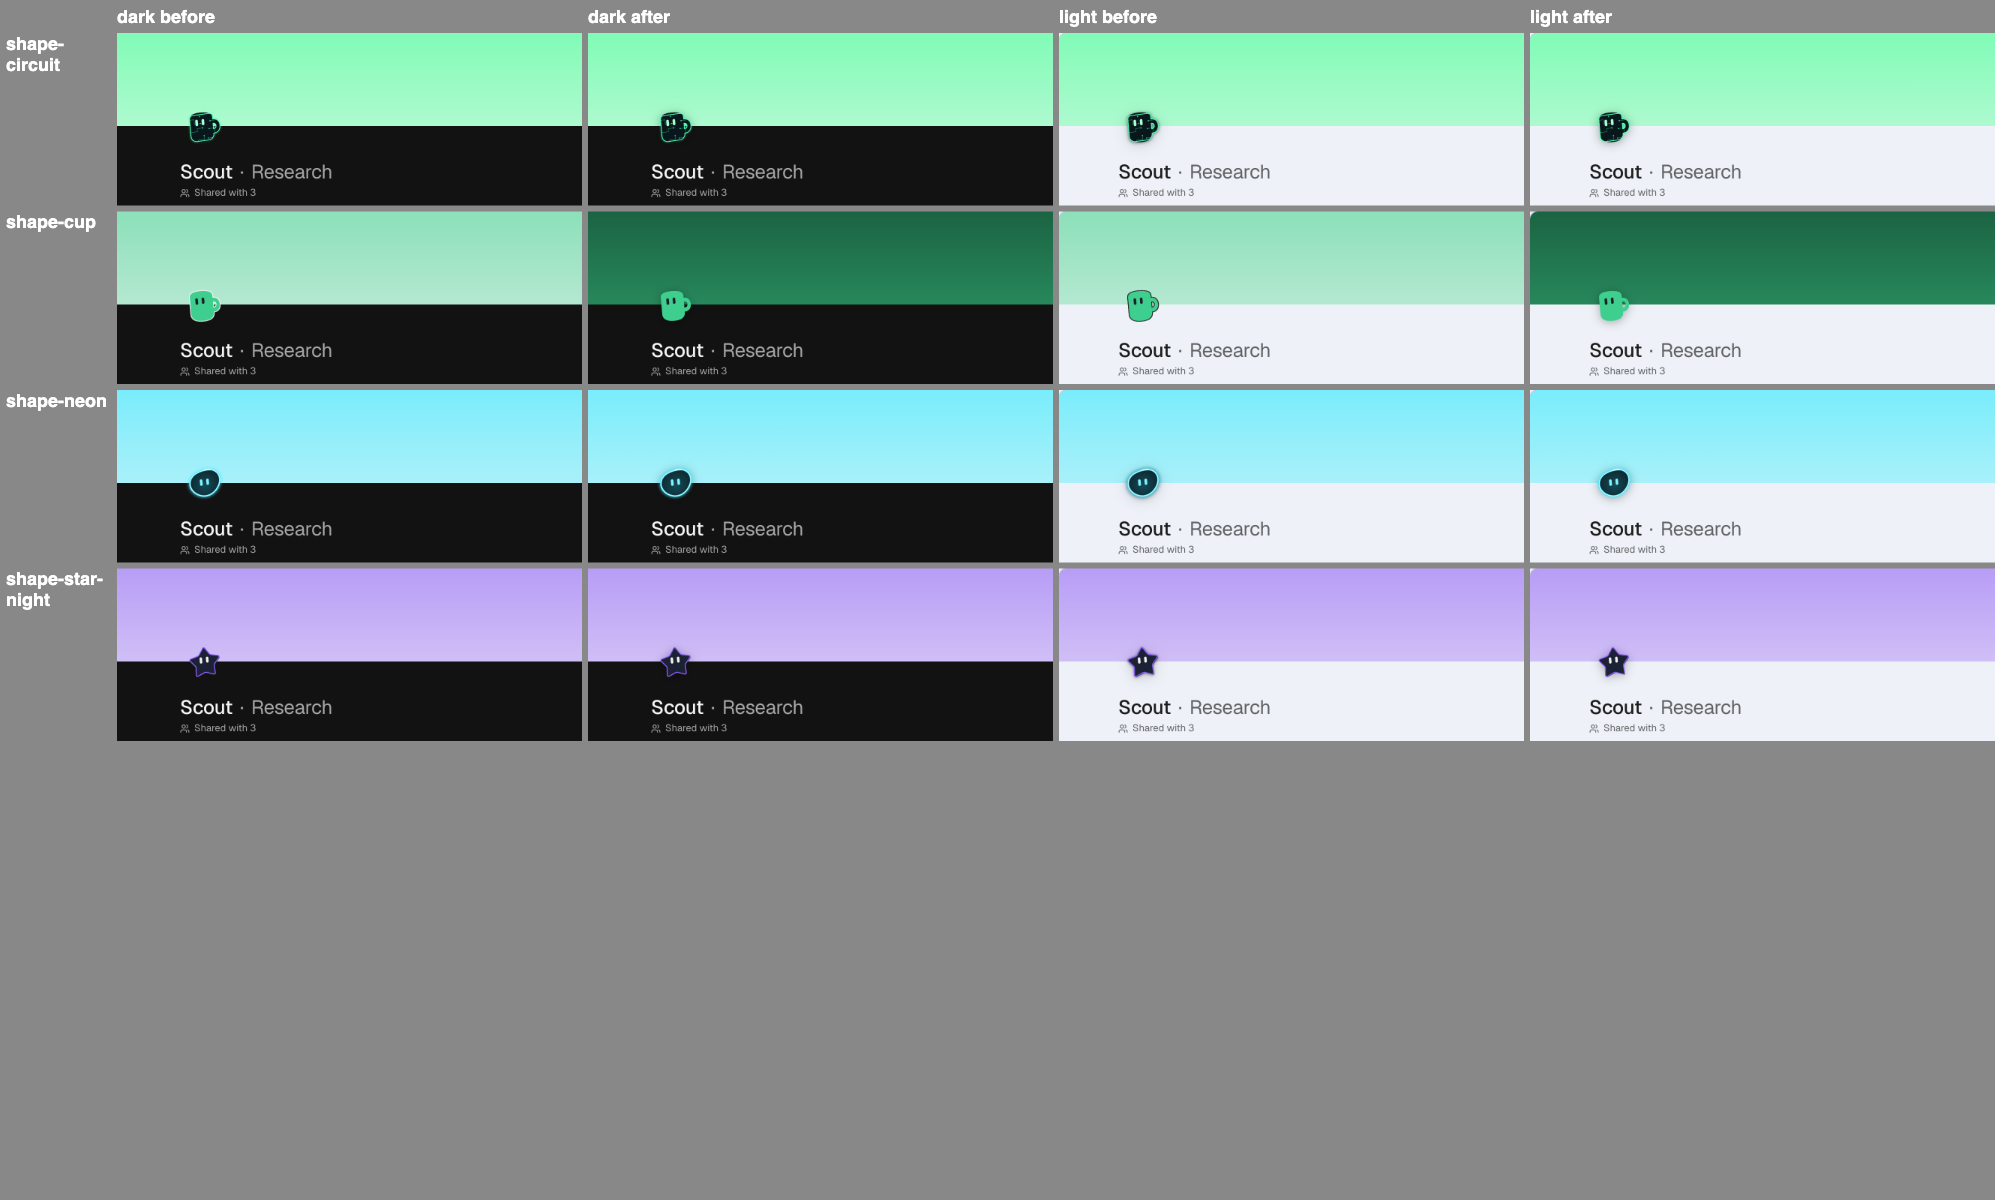 dark before
dark after
light before
light after
shape-
circuit
Scout · Research
Shared with 3
Scout · Research
Shared with 3
Scout · Research
Shared with 3
Scout · Research
Shared with 3
shape-cup
Scout · Research
Shared with 3
Scout · Research
Shared with 3
Scout · Research
Shared with 3
Scout · Research
Shared with 3
shape-neon
Scout · Research
Shared with 3
Scout · Research
Shared with 3
Scout · Research
Shared with 3
Scout · Research
Shared with 3
shape-star-
night
Scout · Research
Shared with 3
Scout · Research
Shared with 3
Scout · Research
Shared with 3
Scout · Research
Shared with 3